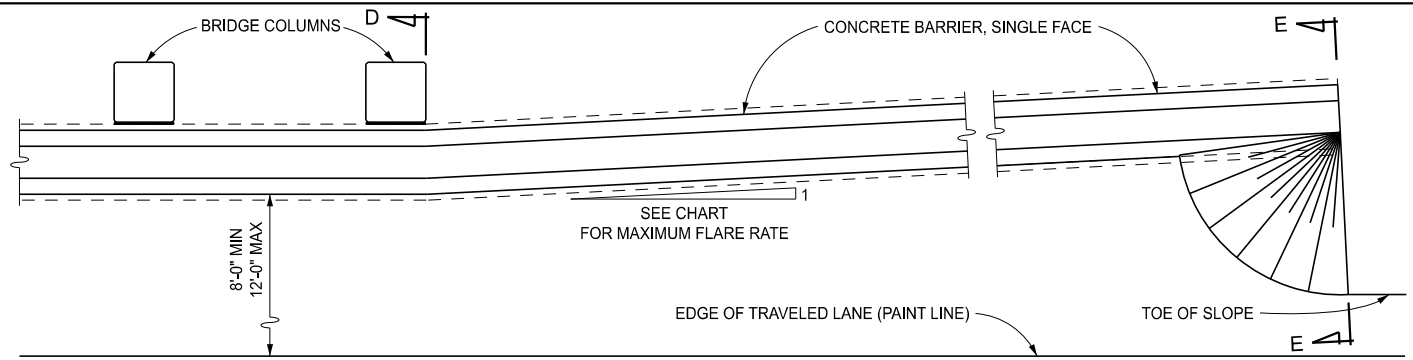 D
BRIDGE COLUMNS
CONCRETE BARRIER, SINGLE FACE
E
1
SEE CHART
FOR MAXIMUM FLARE RATE
8'-0" MIN
12'-0" MAX
EDGE OF TRAVELED LANE (PAINT LINE)
TOE OF SLOPE
E